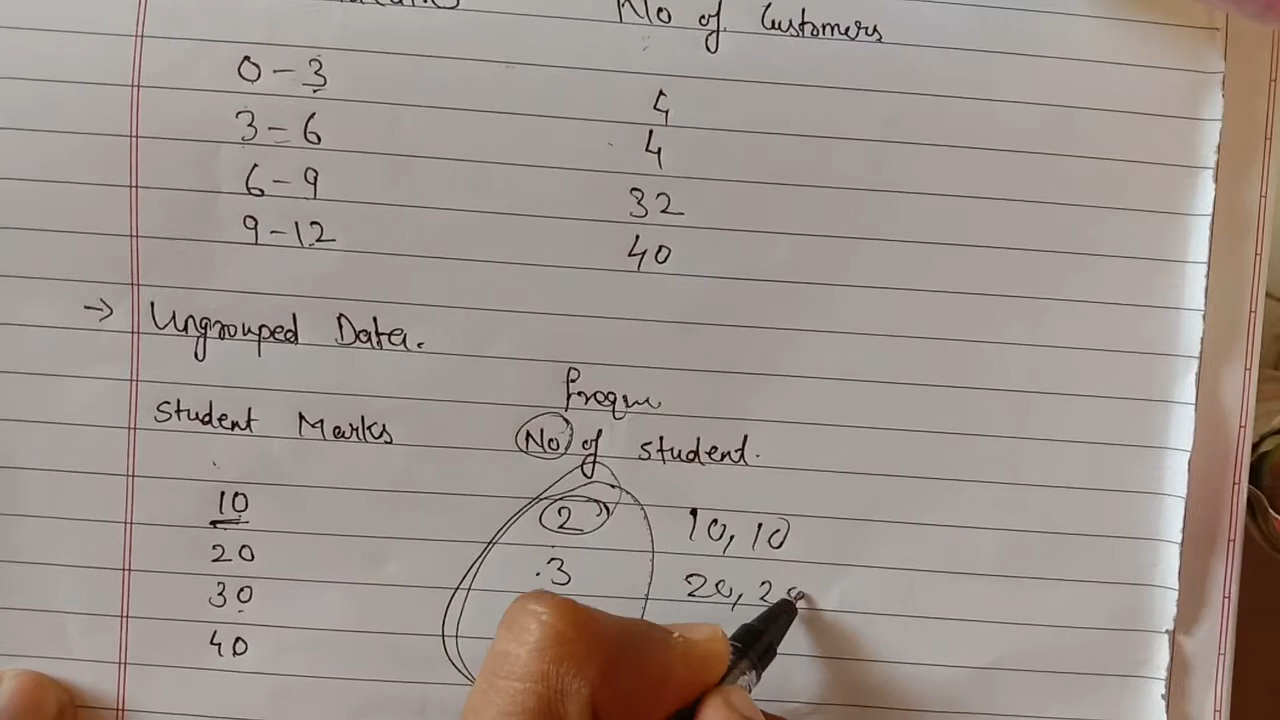 No of Customers
0-3 4
3-6 4
6-9 32
9-12 40
→ Ungrouped Data.
frequ
Student Marks No of student.
10 2 10, 10
20 3 20, 20
30
40